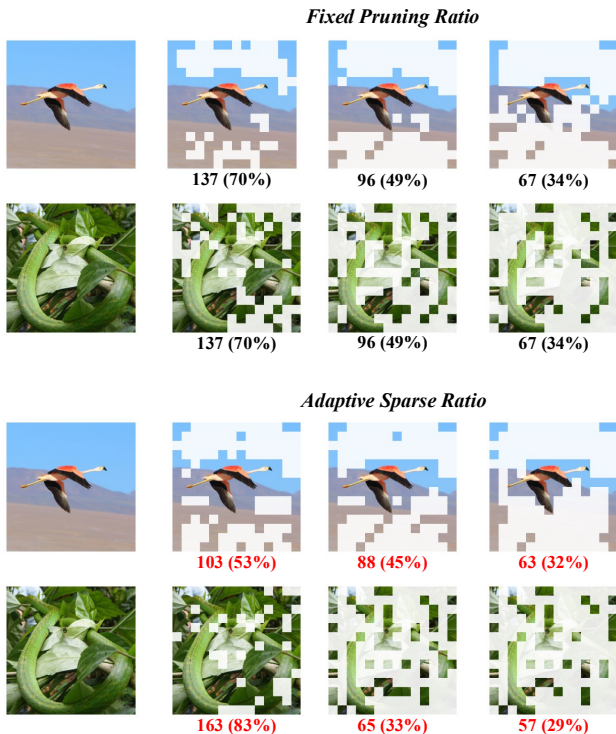 Fixed Pruning Ratio
137 (70%) 96 (49%) 67 (34%)
137 (70%) 96 (49%) 67 (34%)
Adaptive Sparse Ratio
103 (53%) 88 (45%) 63 (32%)
163 (83%) 65 (33%) 57 (29%)